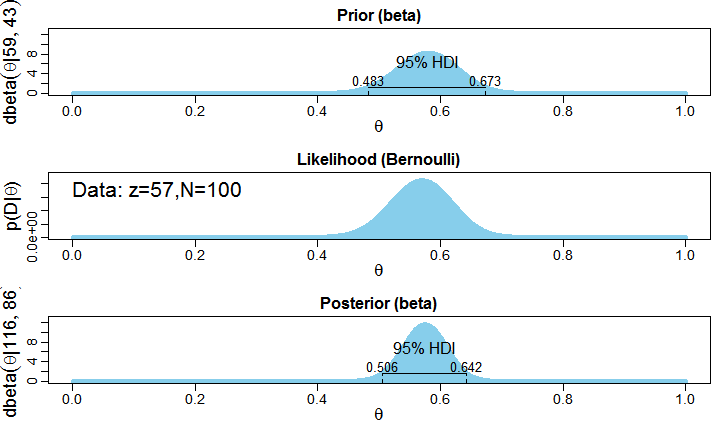 Prior (beta)
dbeta(θ|59, 43)
0 4 8
95% HDI
0.483 0.673
0.0 0.2 0.4 0.6 0.8 1.0
θ
Likelihood (Bernoulli)
p(D|θ)
0.0e+00
Data: z=57,N=100
0.0 0.2 0.4 0.6 0.8 1.0
θ
Posterior (beta)
dbeta(θ|116, 86)
0 4 8
95% HDI
0.506 0.642
0.0 0.2 0.4 0.6 0.8 1.0
θ